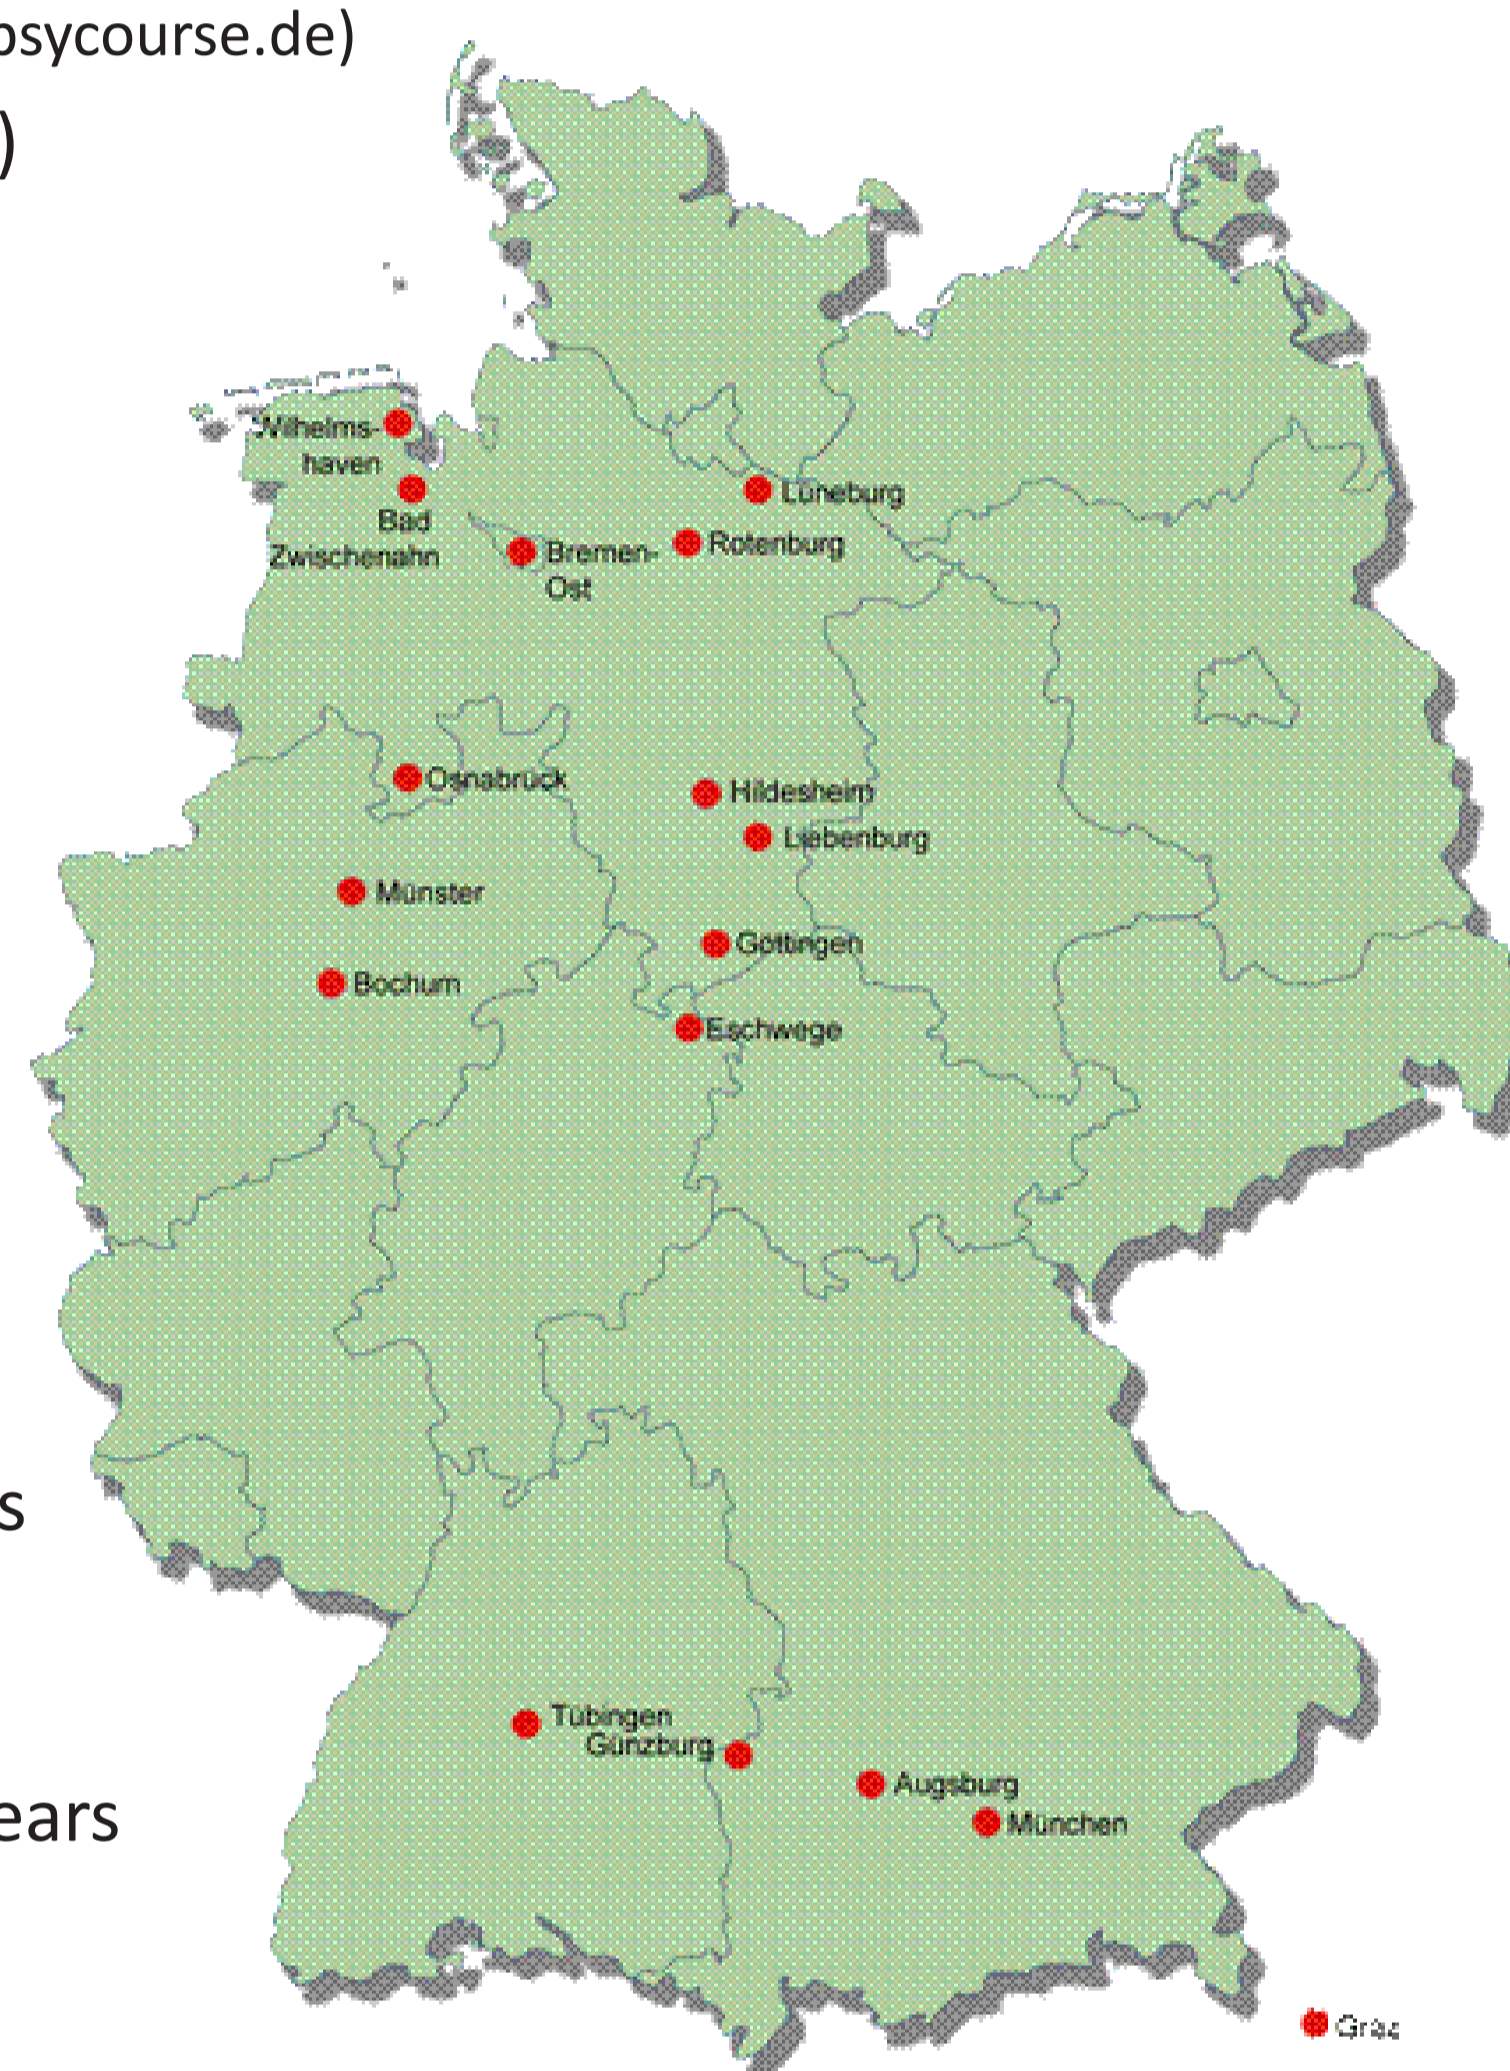 psycourse.de)
)
Wilhelms-
haven
Bad
Zwischenahn
Lüneburg
Rotenburg
Bremen-
Ost
Osnabrück
Hildesheim
Liebenburg
Münster
Göttingen
Bochum
Eschwege
s
Tübingen
Günzburg
Augsburg
ears
München
Graz